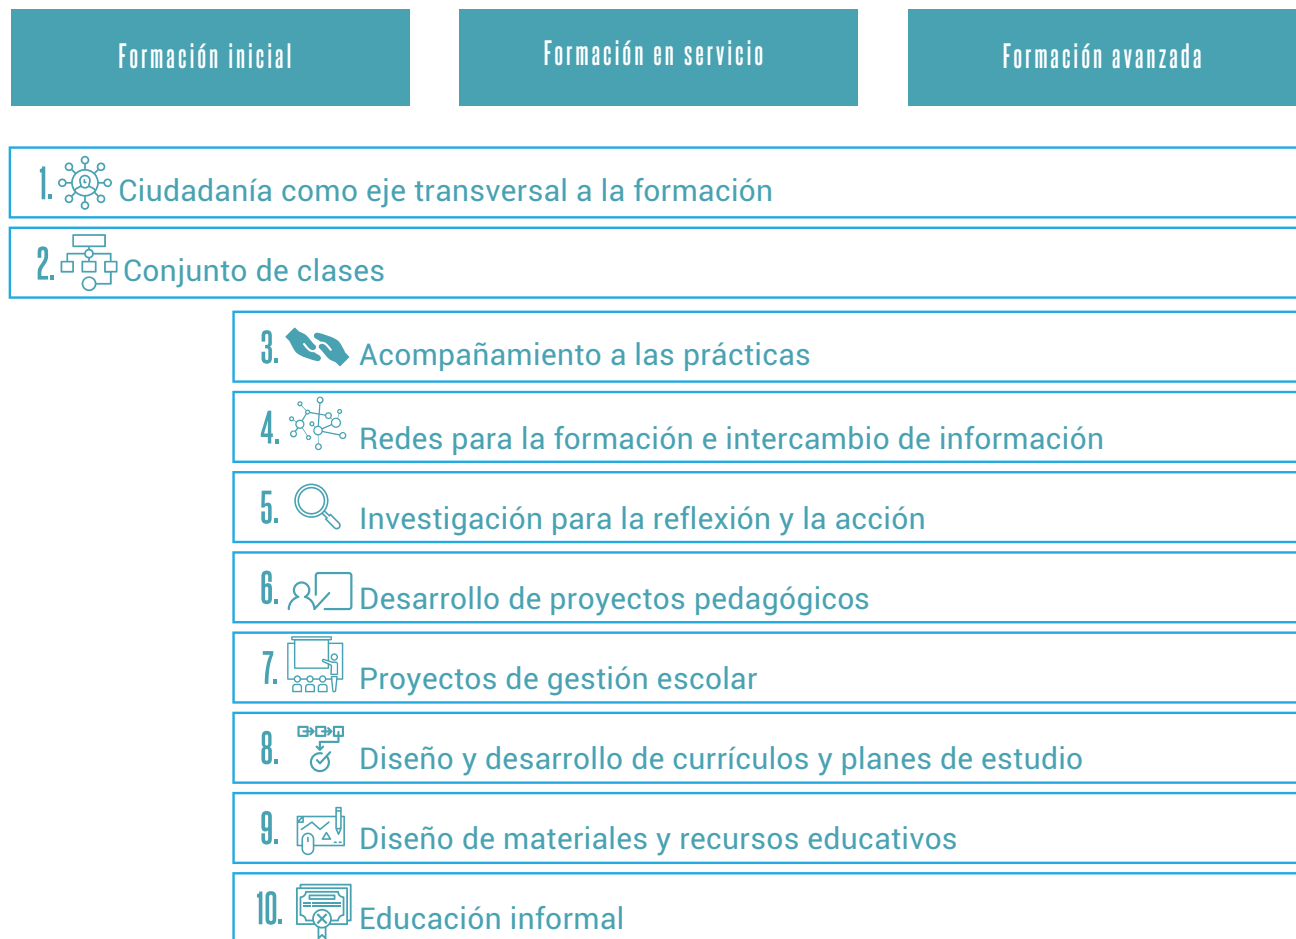 Formación inicial
Formación en servicio
Formación avanzada
1. Ciudadanía como eje transversal a la formación
2. Conjunto de clases
3. Acompañamiento a las prácticas
4. Redes para la formación e intercambio de información
5. Investigación para la reflexión y la acción
6. Desarrollo de proyectos pedagógicos
7. Proyectos de gestión escolar
8. Diseño y desarrollo de currículos y planes de estudio
9. Diseño de materiales y recursos educativos
10. Educación informal